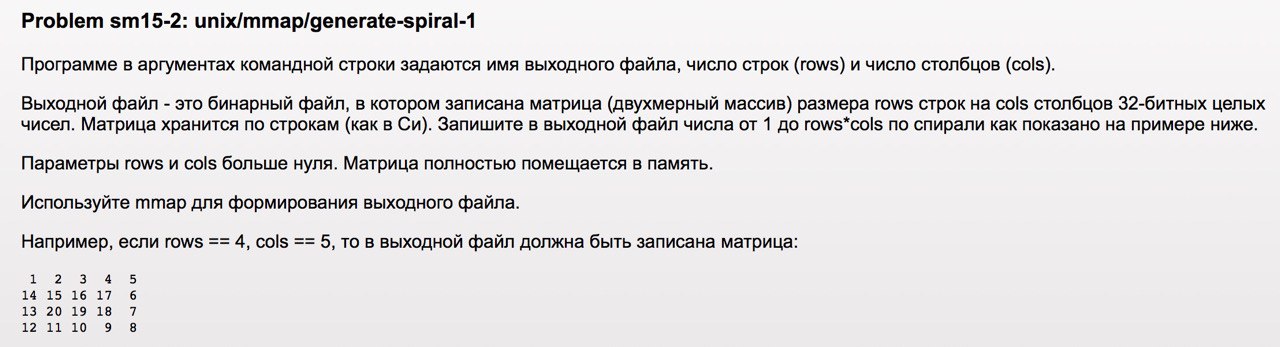 Problem sm15-2: unix/mmap/generate-spiral-1
Программе в аргументах командной строки задаются имя выходного файла, число строк (rows) и число столбцов (cols).
Выходной файл - это бинарный файл, в котором записана матрица (двухмерный массив) размера rows строк на cols столбцов 32-битных целых
чисел. Матрица хранится по строкам (как в Си). Запишите в выходной файл числа от 1 до rows*cols по спирали как показано на примере ниже.
Параметры rows и cols больше нуля. Матрица полностью помещается в память.
Используйте mmap для формирования выходного файла.
Например, если rows == 4, cols == 5, то в выходной файл должна быть записана матрица:
1 2 3 4 5
14 15 16 17 6
13 20 19 18 7
12 11 10 9 8